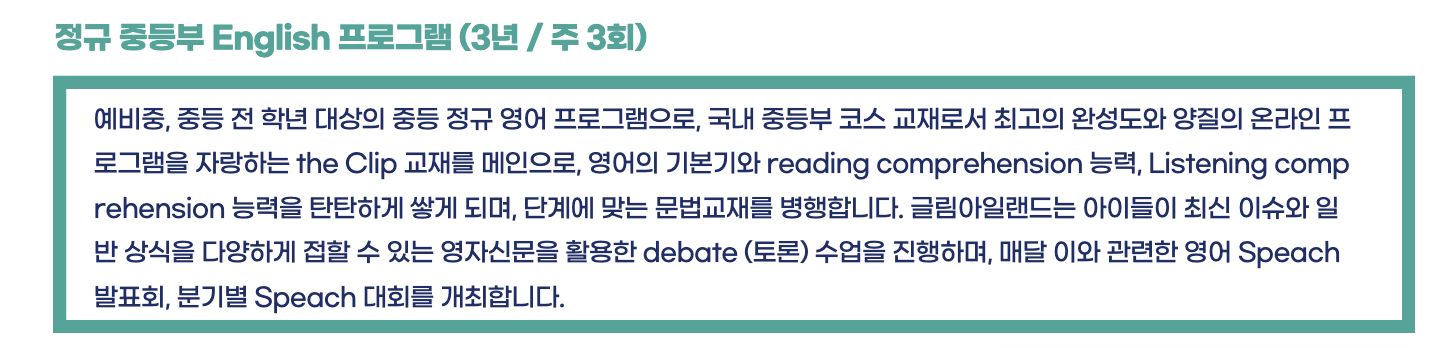 정규 중등부 English 프로그램 (3년 / 주 3회)
예비중, 중등 전 학년 대상의 중등 정규 영어 프로그램으로, 국내 중등부 코스 교재로서 최고의 완성도와 양질의 온라인 프
로그램을 자랑하는 the Clip 교재를 메인으로, 영어의 기본기와 reading comprehension 능력, Listening comp
rehension 능력을 탄탄하게 쌓게 되며, 단계에 맞는 문법교재를 병행합니다. 글림아일랜드는 아이들이 최신 이슈와 일
반 상식을 다양하게 접할 수 있는 영자신문을 활용한 debate (토론) 수업을 진행하며, 매달 이와 관련한 영어 Speach
발표회, 분기별 Speach 대회를 개최합니다.